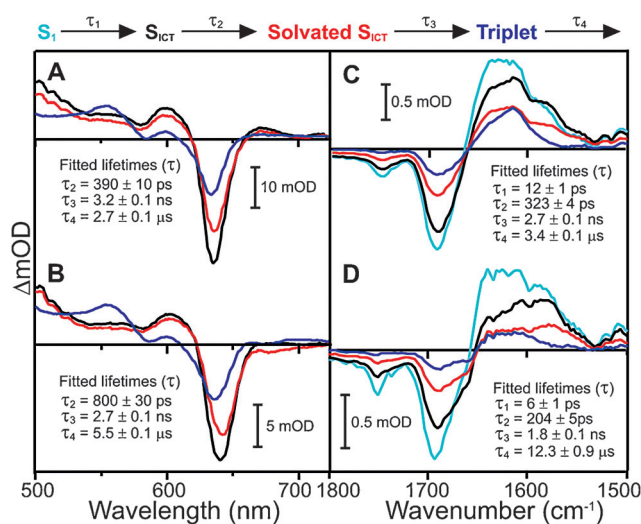 S₁ τ₁ S_ICT τ₂ Solvated S_ICT τ₃ Triplet τ₄
A
Fitted lifetimes (τ)
τ₂ = 390 ± 10 ps
τ₃ = 3.2 ± 0.1 ns
τ₄ = 2.7 ± 0.1 µs
10 mOD
C
0.5 mOD
Fitted lifetimes (τ)
τ₁ = 12 ± 1 ps
τ₂ = 323 ± 4 ps
τ₃ = 2.7 ± 0.1 ns
τ₄ = 3.4 ± 0.1 µs
ΔmOD
B
Fitted lifetimes (τ)
τ₂ = 800 ± 30 ps
τ₃ = 2.7 ± 0.1 ns
τ₄ = 5.5 ± 0.1 µs
5 mOD
D
0.5 mOD
Fitted lifetimes (τ)
τ₁ = 6 ± 1 ps
τ₂ = 204 ± 5ps
τ₃ = 1.8 ± 0.1 ns
τ₄ = 12.3 ± 0.9 µs
500 600 700 1800 1700 1600 1500
Wavelength (nm) Wavenumber (cm⁻¹)